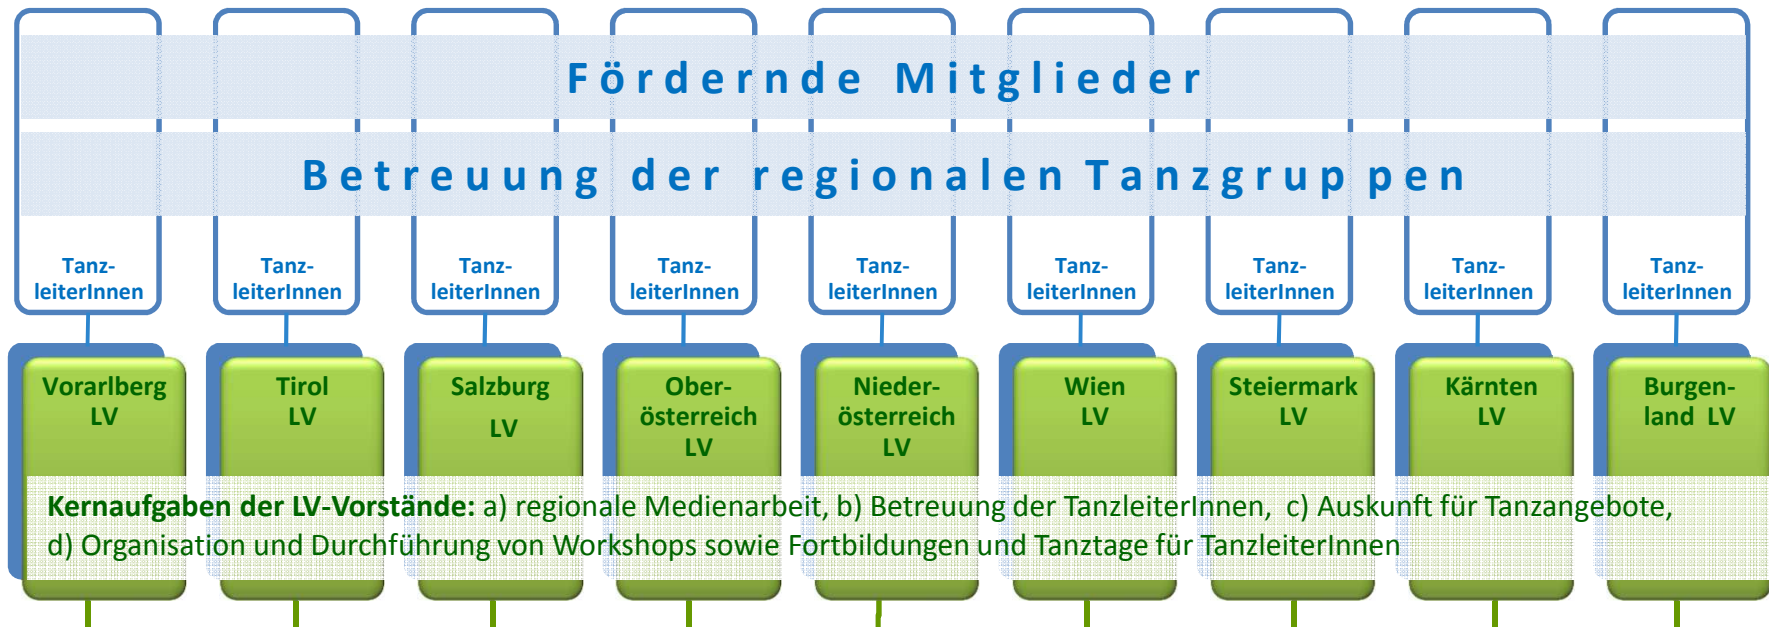 Fördernde Mitglieder
Betreuung der regionalen Tanzgruppen
Tanz-
leiterInnen
Tanz-
leiterInnen
Tanz-
leiterInnen
Tanz-
leiterInnen
Tanz-
leiterInnen
Tanz-
leiterInnen
Tanz-
leiterInnen
Tanz-
leiterInnen
Tanz-
leiterInnen
Vorarlberg
LV
Tirol
LV
Salzburg
LV
Ober-
österreich
LV
Nieder-
österreich
LV
Wien
LV
Steiermark
LV
Kärnten
LV
Burgen-
land LV
Kernaufgaben der LV-Vorstände: a) regionale Medienarbeit, b) Betreuung der TanzleiterInnen, c) Auskunft für Tanzangebote,
d) Organisation und Durchführung von Workshops sowie Fortbildungen und Tanztage für TanzleiterInnen